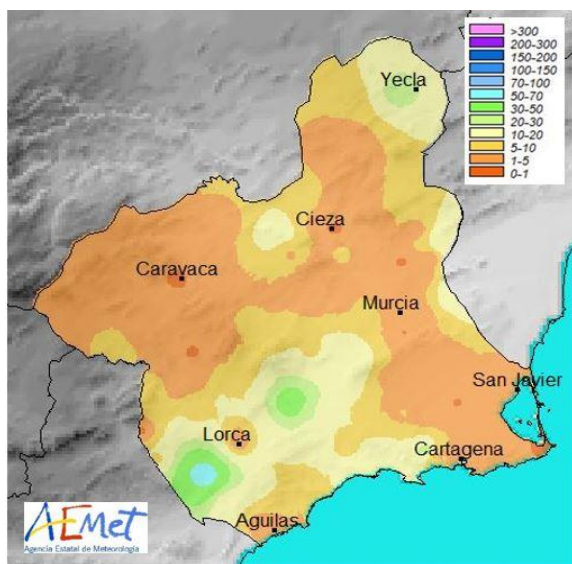 >300
200-300
150-200
100-150
70-100
50-70
30-50
20-30
10-20
5-10
1-5
0-1
Yecla
Cieza
Caravaca
Murcia
San Javier
Lorca
Cartagena
Aguilas
AEMet
Agencia Estatal de Meteorología